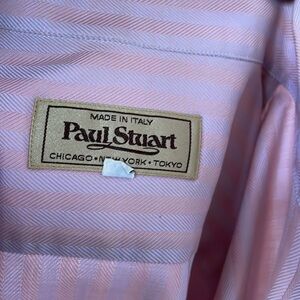 MADE IN ITALY
Paul Stuart
CHICAGO • NEW YORK • TOKYO